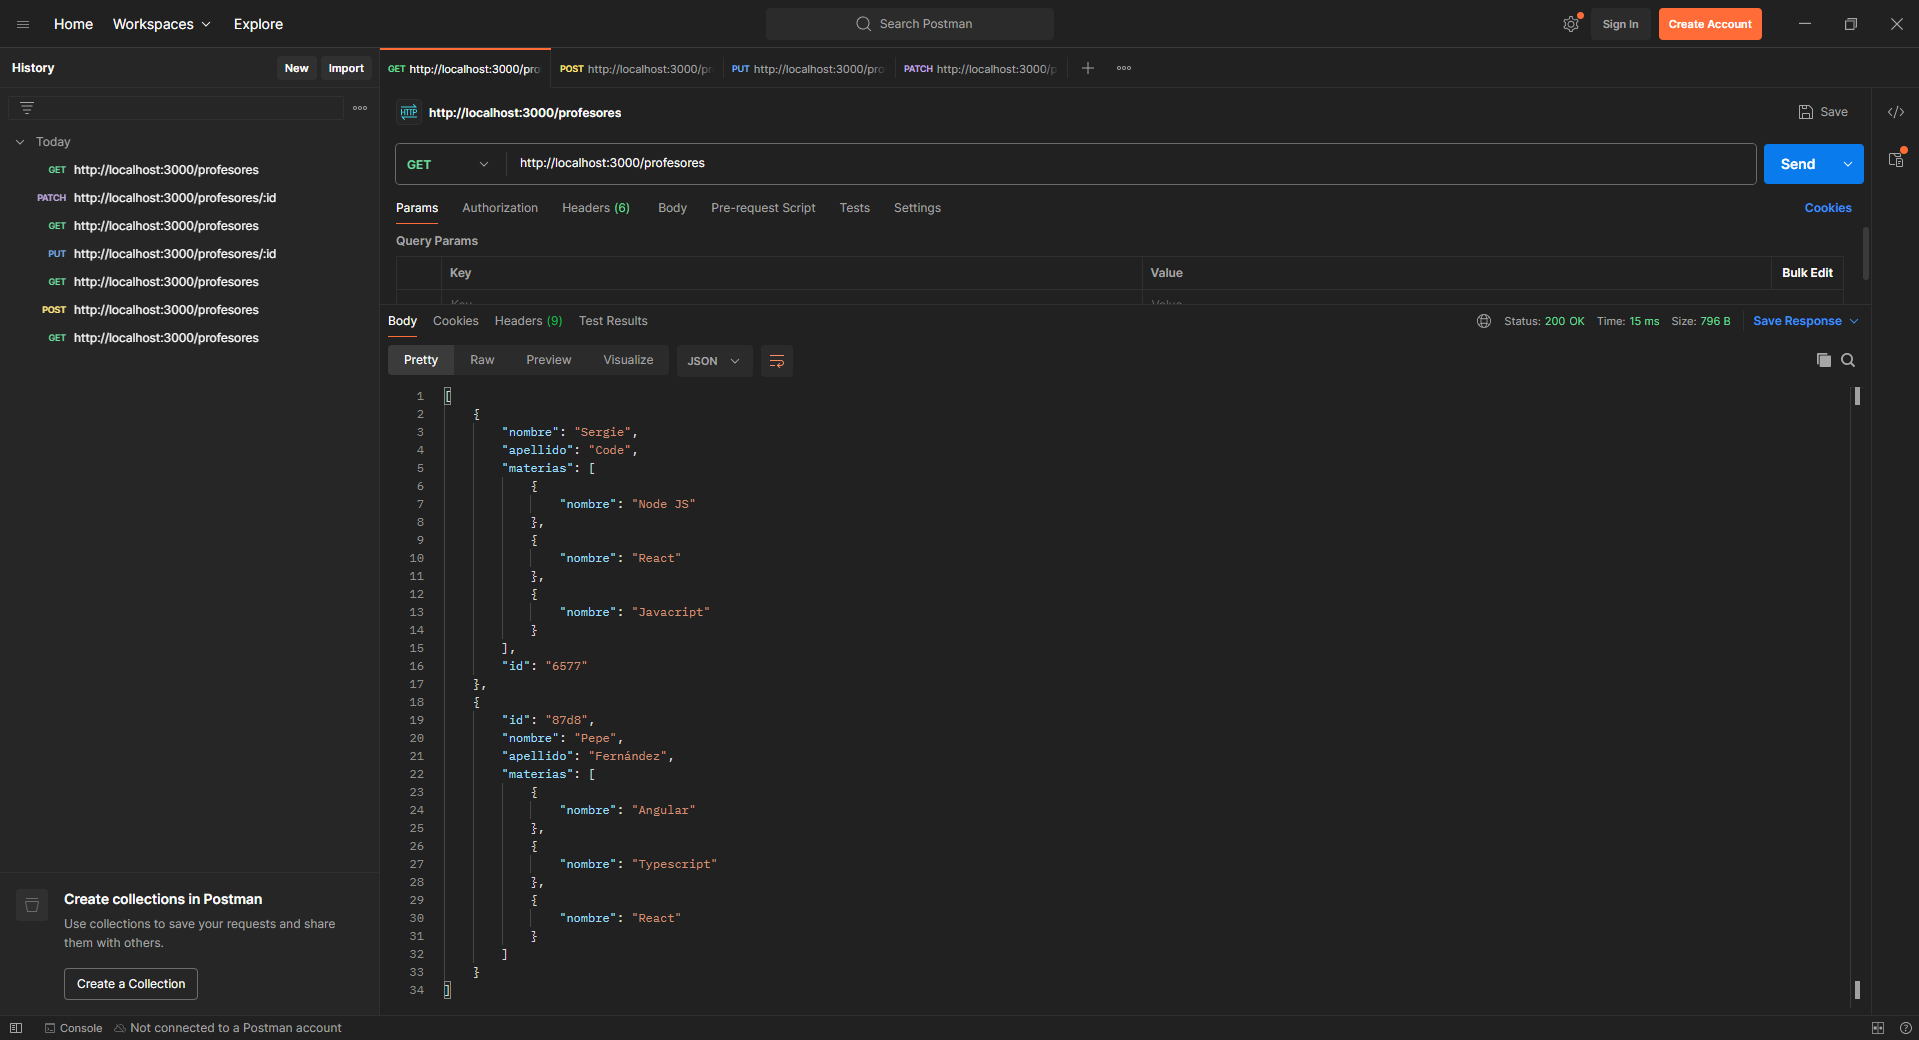 Home Workspaces Explore Search Postman Sign In Create Account
History New Import
GET http://localhost:3000/pro POST http://localhost:3000/pr PUT http://localhost:3000/pro PATCH http://localhost:3000/p
HTTP http://localhost:3000/profesores Save
Today
GET http://localhost:3000/profesores
PATCH http://localhost:3000/profesores/:id
GET http://localhost:3000/profesores
PUT http://localhost:3000/profesores/:id
GET http://localhost:3000/profesores
POST http://localhost:3000/profesores
GET http://localhost:3000/profesores
Create collections in Postman
Use collections to save your requests and share
them with others.
Create a Collection
GET http://localhost:3000/profesores Send
Params Authorization Headers (6) Body Pre-request Script Tests Settings Cookies
Query Params
Key Value Bulk Edit
Key Value
Body Cookies Headers (9) Test Results Status: 200 OK Time: 15 ms Size: 796 B Save Response
Pretty Raw Preview Visualize JSON
1 [
2 {
3 "nombre": "Sergie",
4 "apellido": "Code",
5 "materias": [
6 {
7 "nombre": "Node JS"
8 },
9 {
10 "nombre": "React"
11 },
12 {
13 "nombre": "Javacript"
14 }
15 ],
16 "id": "6577"
17 },
18 {
19 "id": "87d8",
20 "nombre": "Pepe",
21 "apellido": "Fernández",
22 "materias": [
23 {
24 "nombre": "Angular"
25 },
26 {
27 "nombre": "Typescript"
28 },
29 {
30 "nombre": "React"
31 }
32 ]
33 }
34 ]
Console Not connected to a Postman account